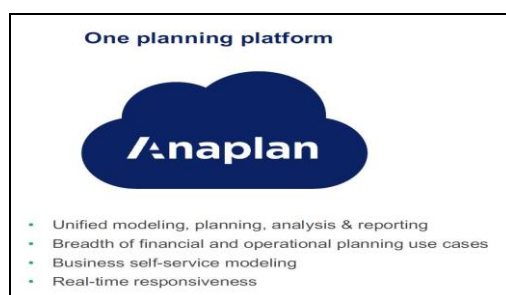 One planning platform
Anaplan
• Unified modeling, planning, analysis & reporting
• Breadth of financial and operational planning use cases
• Business self-service modeling
• Real-time responsiveness